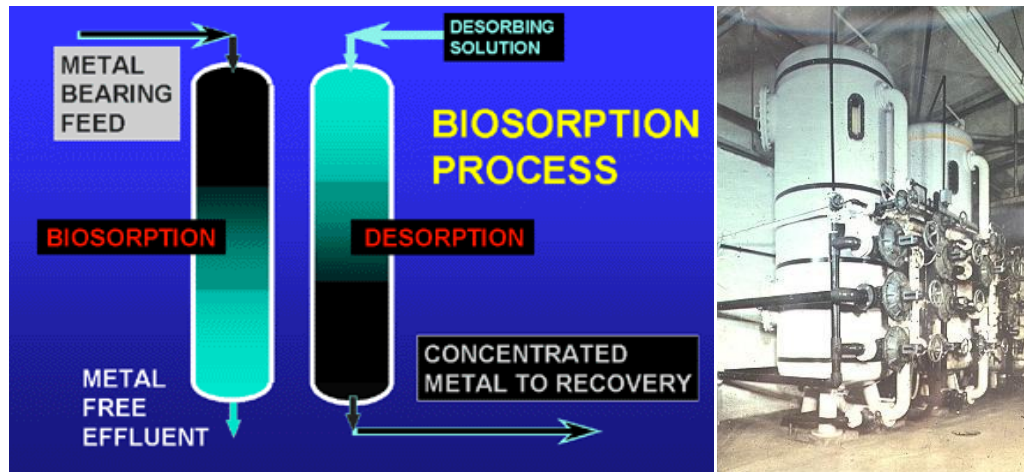 METAL
BEARING
FEED
DESORBING
SOLUTION
BIOSORPTION
PROCESS
BIOSORPTION
DESORPTION
METAL
FREE
EFFLUENT
CONCENTRATED
METAL TO RECOVERY